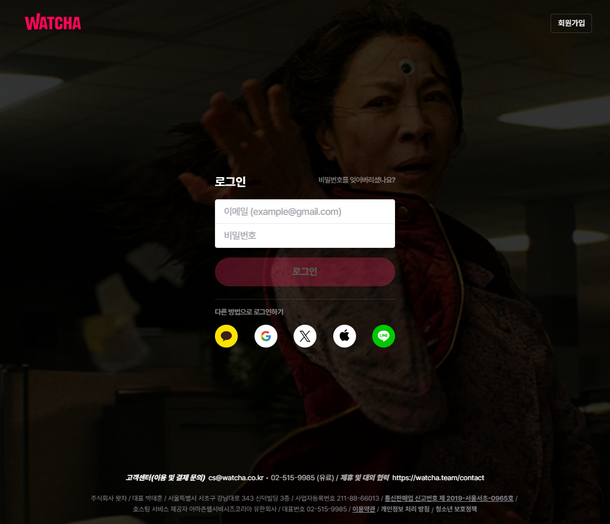 WATCHA
회원가입
로그인
비밀번호를 잊어버리셨나요?
이메일 (example@gmail.com)
비밀번호
로그인
다른 방법으로 로그인하기
LINE
고객센터(이용 및 결제 문의) cs@watcha.co.kr • 02-515-9985 (유료) / 제휴 및 대외 협력 https://watcha.team/contact
주식회사 왓챠 / 대표 박태훈 / 서울특별시 서초구 강남대로 343 신덕빌딩 3층 / 사업자등록번호 211-88-66013 / 통신판매업 신고번호 제 2019-서울서초-0965호 /
호스팅 서비스 제공자 아마존웹서비시즈코리아 유한회사 / 대표번호 02-515-9985 / 이용약관 / 개인정보 처리 방침 / 청소년 보호정책